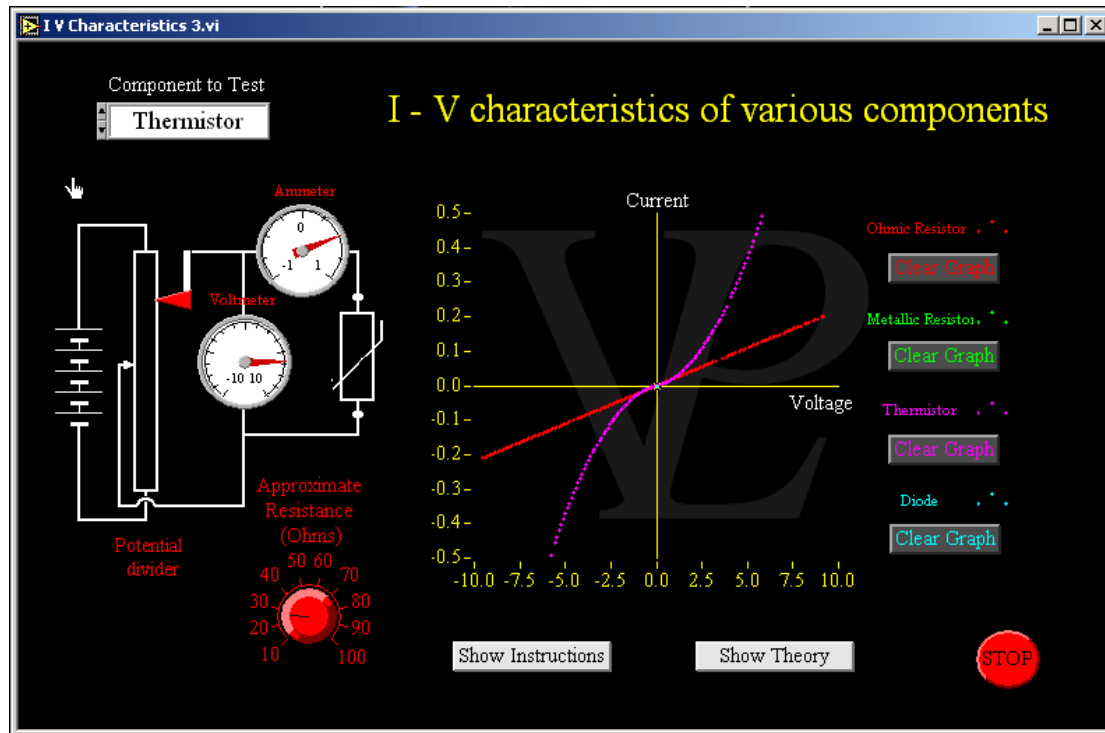 I V Characteristics 3.vi
Component to Test
Thermistor
I - V characteristics of various components
Ammeter
0
-1 1
Voltmeter
-10 10
Potential
divider
Approximate
Resistance
(Ohms)
10
20
30
40
50
60
70
80
90
100
Current
0.5
0.4
0.3
0.2
0.1
0.0
-0.1
-0.2
-0.3
-0.4
-0.5
-10.0 -7.5 -5.0 -2.5 0.0 2.5 5.0 7.5 10.0
Voltage
VPL
Ohmic Resistor
Clear Graph
Metallic Resistor
Clear Graph
Thermistor
Clear Graph
Diode
Clear Graph
Show Instructions
Show Theory
STOP